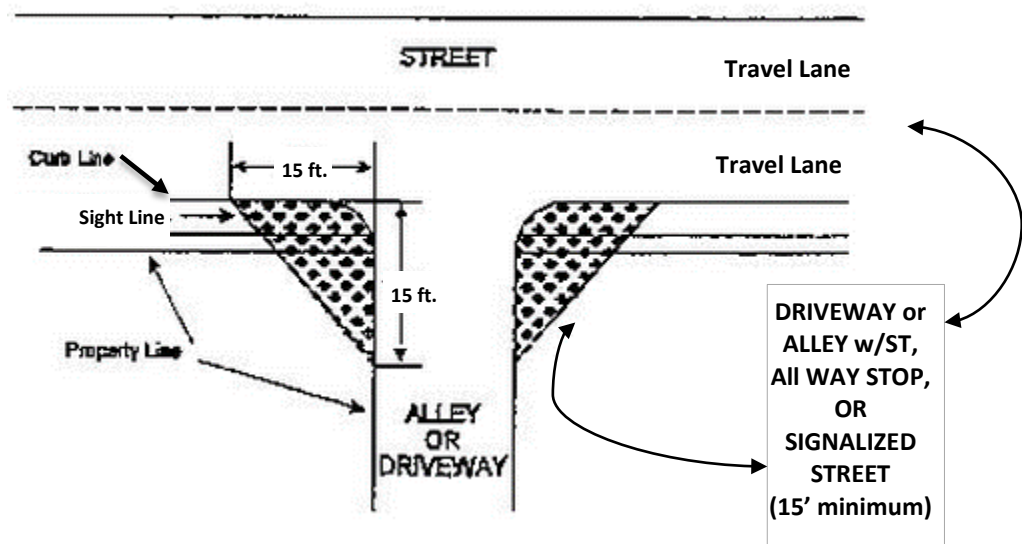 STREET
Travel Lane
Curb Line
15 ft.
Travel Lane
Sight Line
15 ft.
Property Line
ALLEY
OR
DRIVEWAY
DRIVEWAY or
ALLEY w/ST,
All WAY STOP,
OR
SIGNALIZED
STREET
(15’ minimum)